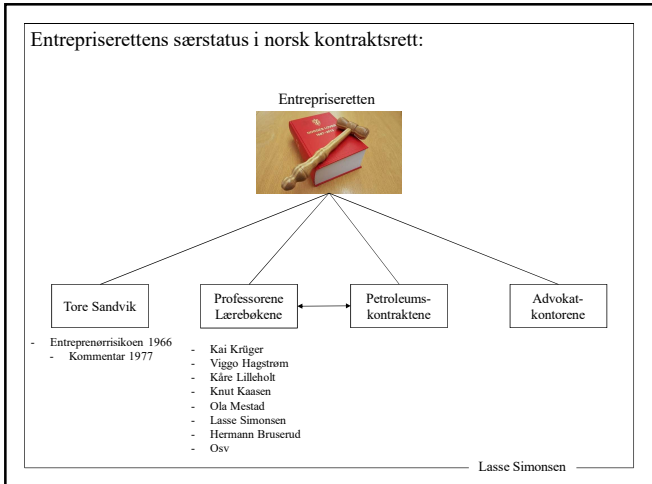 Entrepriserettens særstatus i norsk kontraktsrett:
Entrepriseretten
Tore Sandvik
- Entreprenørrisikoen 1966
- Kommentar 1977
Professorene
Lærebøkene
- Kai Krüger
- Viggo Hagstrøm
- Kåre Lilleholt
- Knut Kaasen
- Ola Mestad
- Lasse Simonsen
- Hermann Bruserud
- Osv
Petroleums-
kontraktene
Advokat-
kontorene
Lasse Simonsen